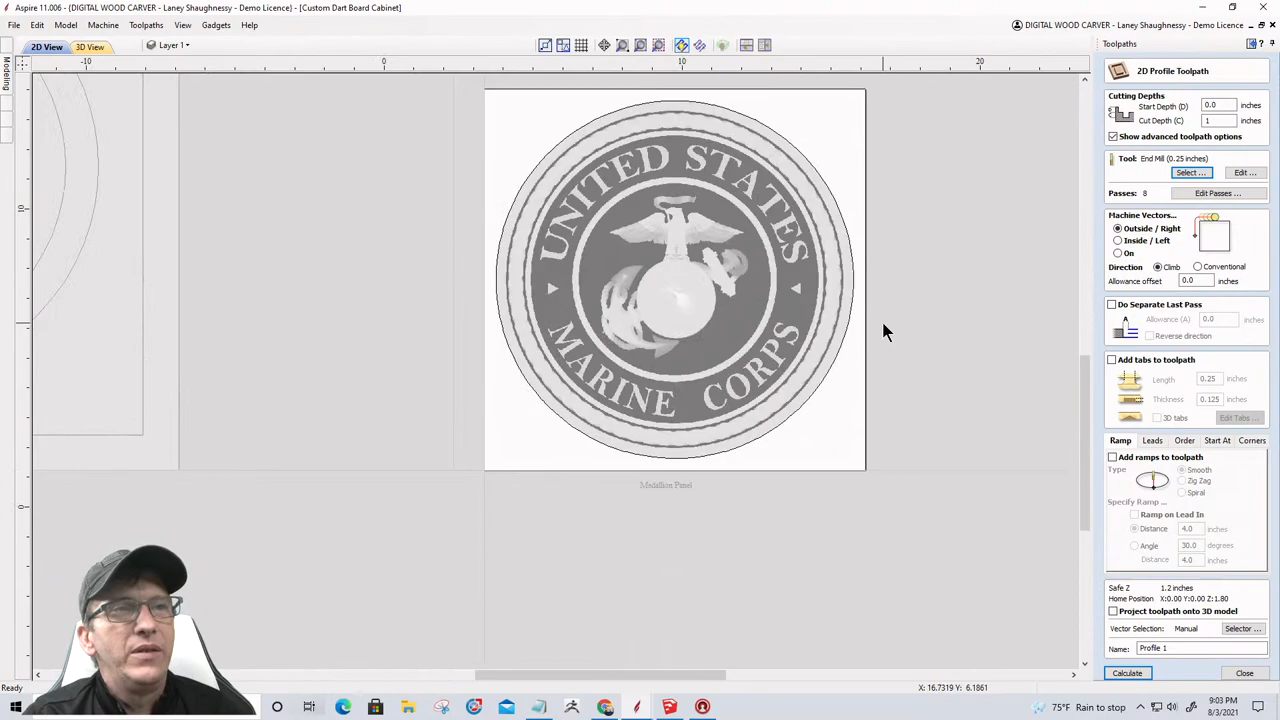 Aspire 11.006 - [DIGITAL WOOD CARVER - Laney Shaughnessy - Demo Licence] - [Custom Dart Board Cabinet]
File Edit Model Machine Toolpaths View Gadgets Help
DIGITAL WOOD CARVER - Laney Shaughnessy - Demo Licence
2D View 3D View Layer 1
Toolpaths
-10 0 10 20
Modeling
0
0
UNITED STATES
MARINE CORPS
Medallion Panel
2D Profile Toolpath
Cutting Depths
Start Depth (D) 0.0 inches
Cut Depth (C) 1 inches
Show advanced toolpath options
Tool: End Mill (0.25 inches)
Select ... Edit ...
Passes: 8 Edit Passes ...
Machine Vectors...
Outside / Right
Inside / Left
On
Direction Climb Conventional
Allowance offset 0.0 inches
Do Separate Last Pass
A
Allowance (A) 0.0 inches
Reverse direction
Add tabs to toolpath
Length 0.25 inches
Thickness 0.125 inches
3D tabs Edit Tabs ...
Ramp Leads Order Start At Corners
Add ramps to toolpath
Type Smooth
Zig Zag
Spiral
Specify Ramp ...
Ramp on Lead In
Distance 4.0 inches
Angle 30.0 degrees
Distance 4.0 inches
Safe Z 1.2 inches
Home Position X:0.00 Y:0.00 Z:1.80
Project toolpath onto 3D model
Vector Selection: Manual Selector ...
Name: Profile 1
Calculate Close
Ready
X: 16.7319 Y: 6.1861
75°F Rain to stop
9:03 PM
8/3/2021